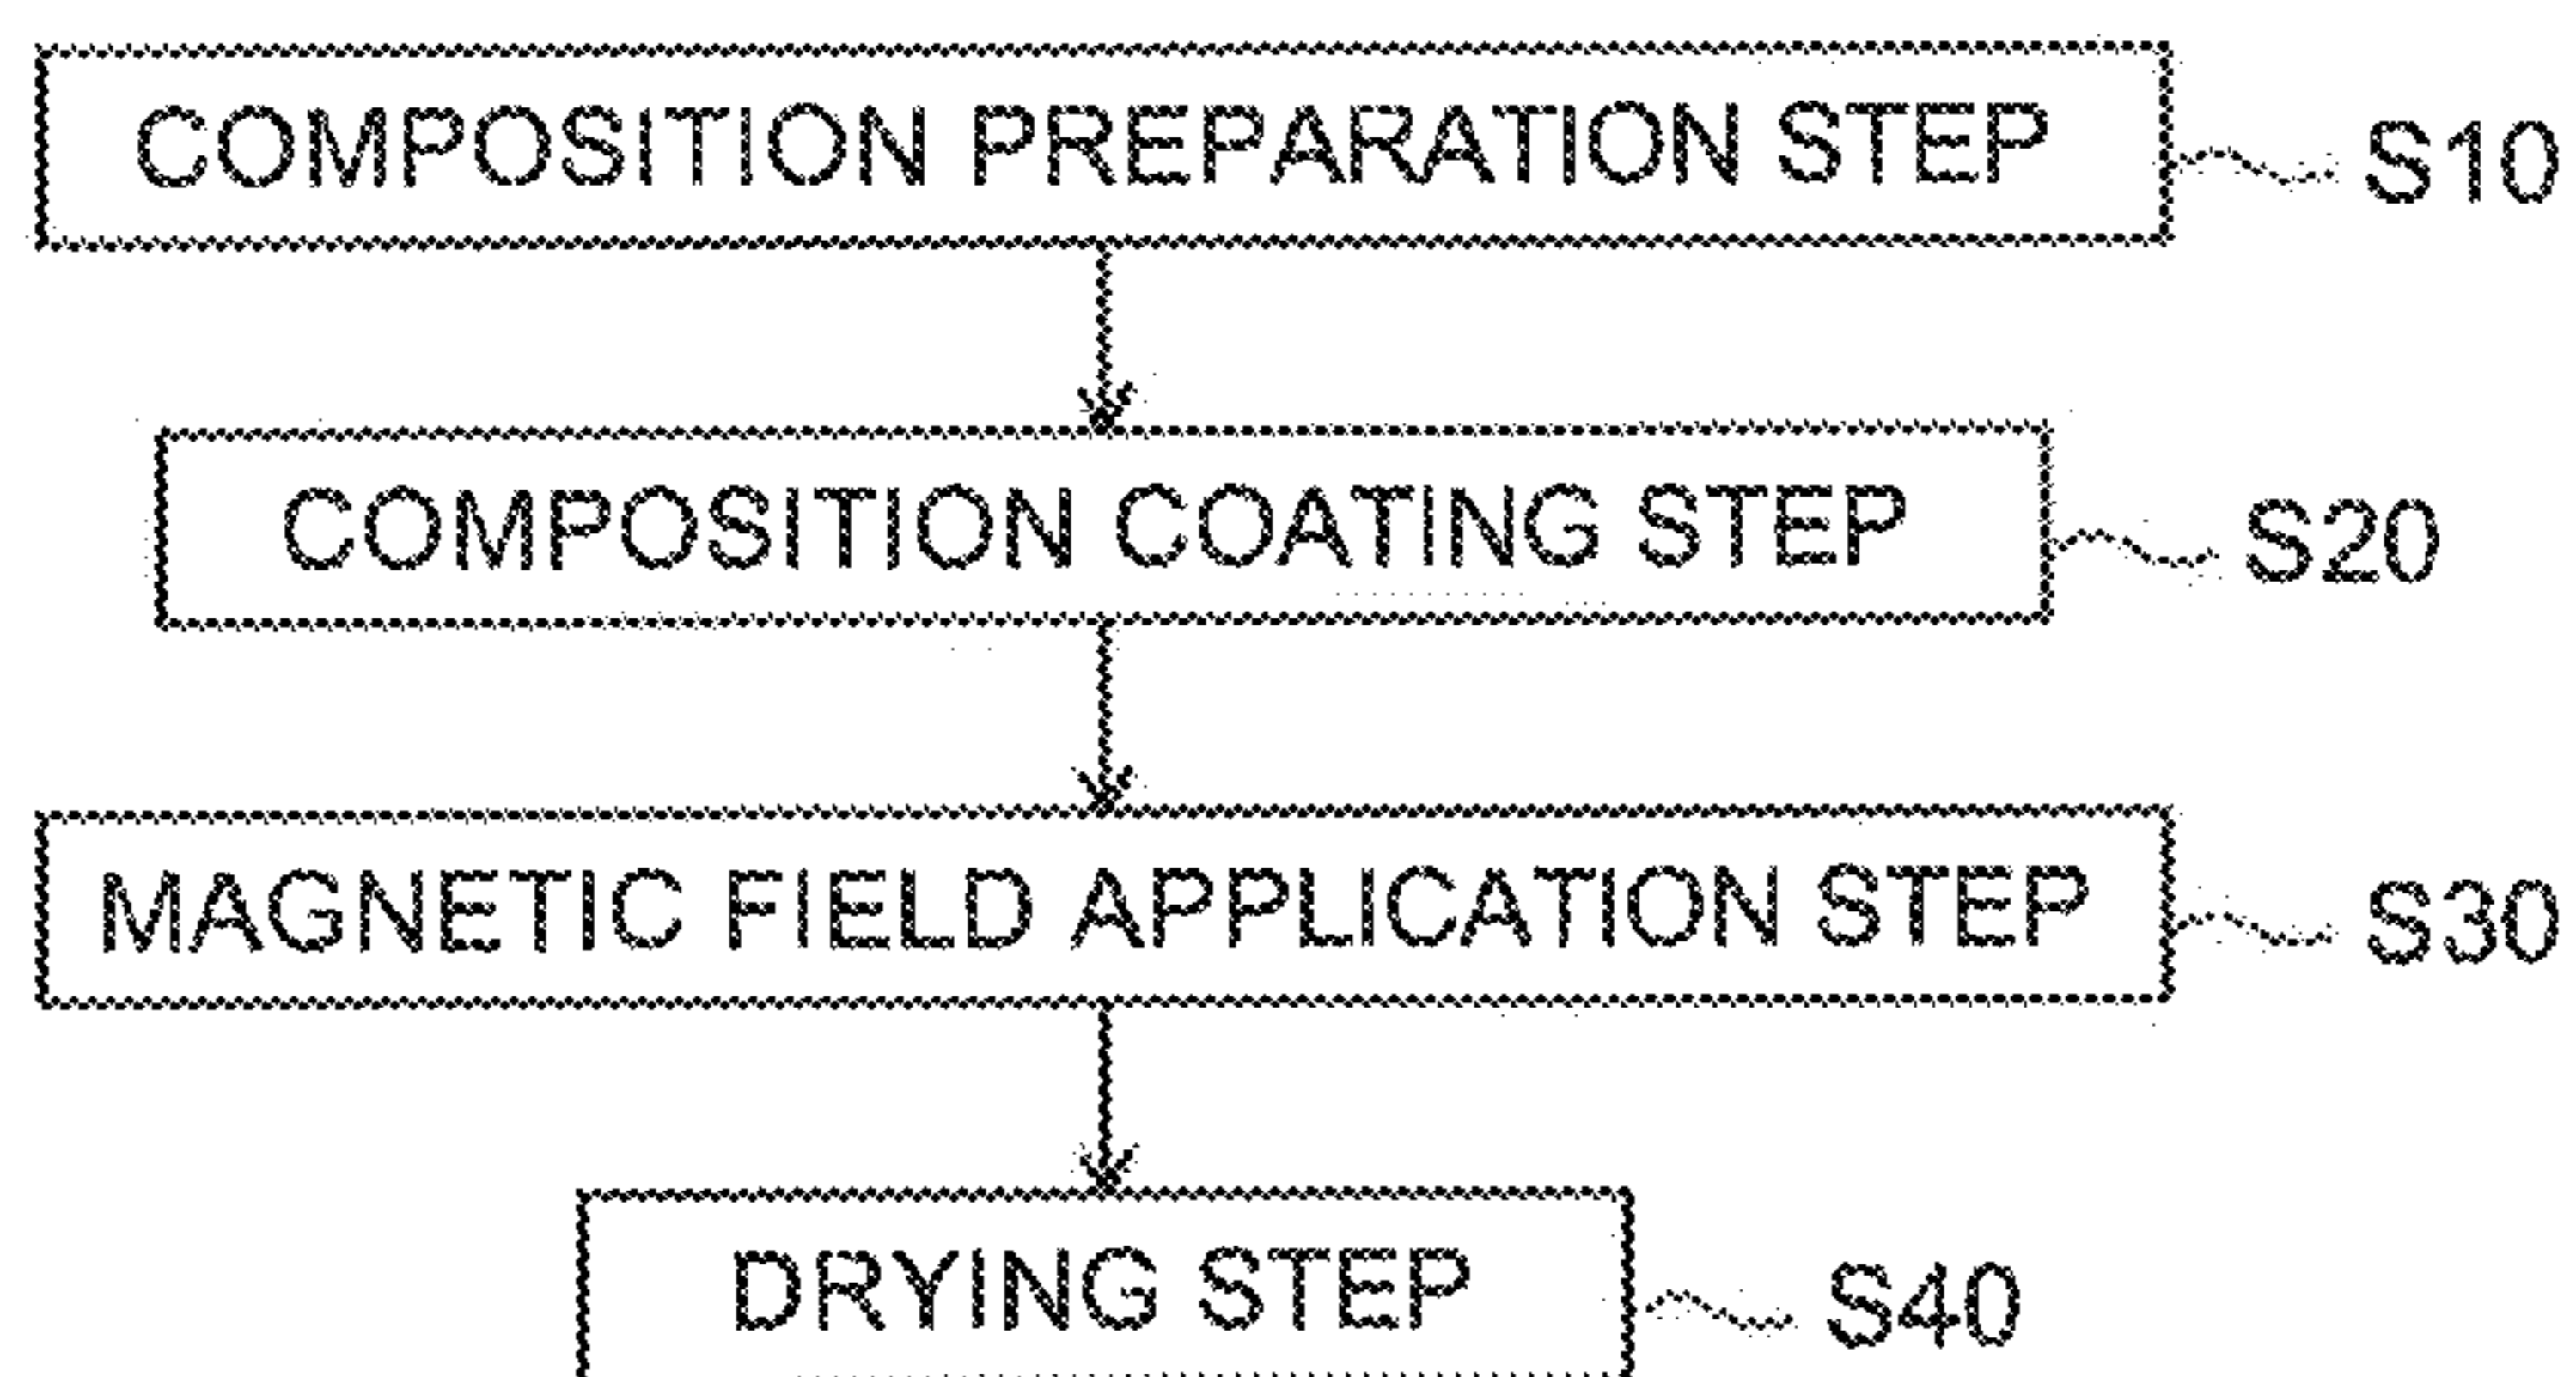 COMPOSITION PREPARATION STEP S10
COMPOSITION COATING STEP S20
MAGNETIC FIELD APPLICATION STEP S30
DRYING STEP S40